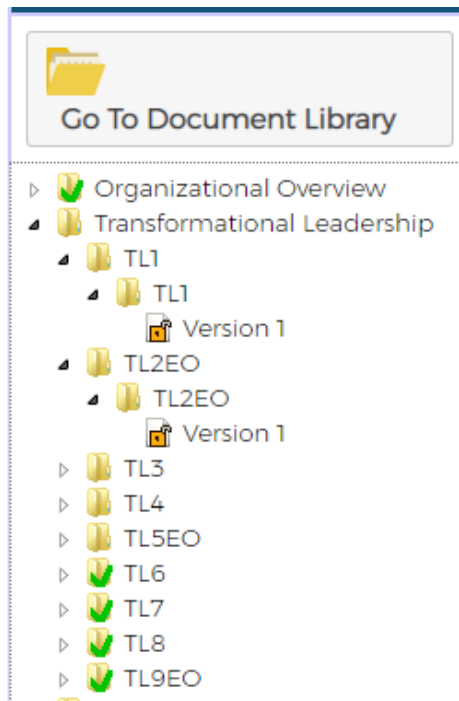 Go To Document Library
Organizational Overview
Transformational Leadership
TL1
TL1
Version 1
TL2EO
TL2EO
Version 1
TL3
TL4
TL5EO
TL6
TL7
TL8
TL9EO